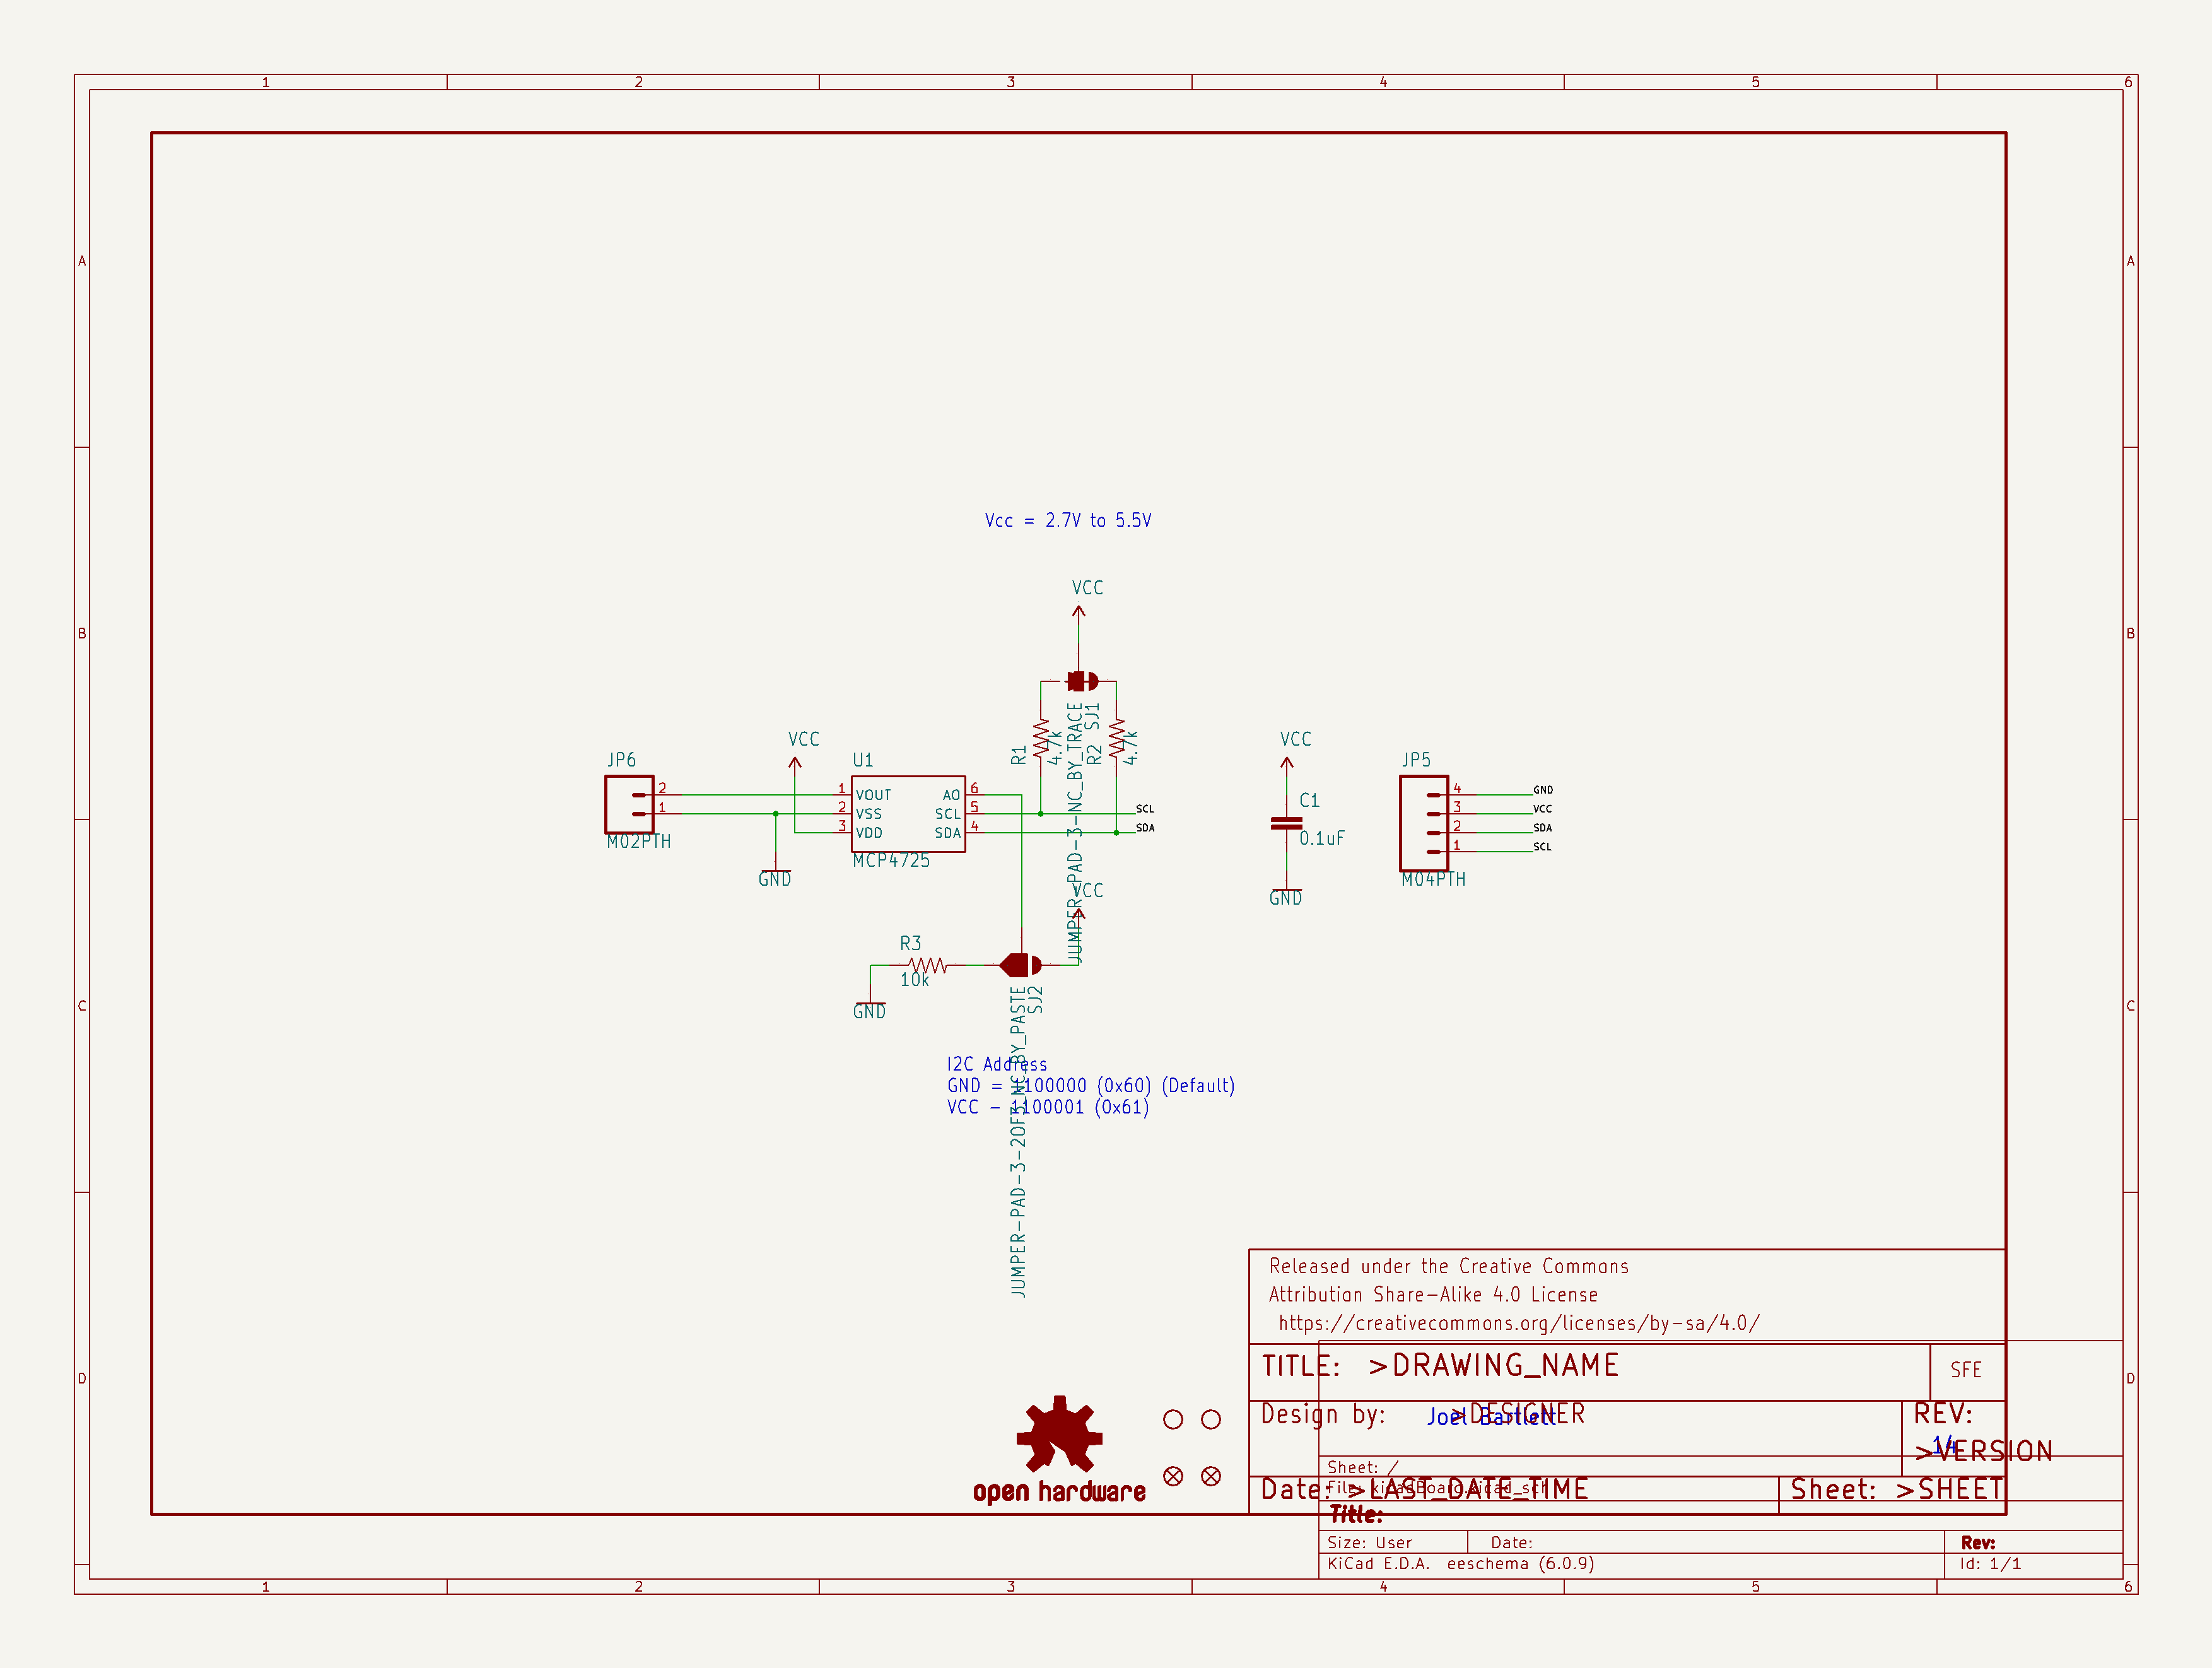 1 2 3 4 5 6
A A
Vcc = 2.7V to 5.5V
VCC
B B
SJ1
JUMPER-PAD-3-NC_BY_TRACE
R1
4.7k
R2
4.7k
VCC
JP6
2
1
M02PTH
GND
U1
1 VOUT
2 VSS
3 VDD
A0 6
SCL 5
SDA 4
MCP4725
SCL
SDA
VCC
C1
0.1uF
GND
JP5
4 GND
3 VCC
2 SDA
1 SCL
M04PTH
VCC
R3
10k
GND
SJ2
JUMPER-PAD-3-2OF3_NC_BY_PASTE
C C
I2C Address
GND = 1100000 (0x60) (Default)
VCC - 1100001 (0x61)
Released under the Creative Commons
Attribution Share-Alike 4.0 License
https://creativecommons.org/licenses/by-sa/4.0/
TITLE: >DRAWING_NAME
SFE
D D
Design by: >DESIGNER
Joel Bartlett
REV:
14
>VERSION
Sheet: /
File: kicadBoard.kicad_sch
Date: >LAST_DATE_TIME
Sheet: >SHEET
open hardware
Title:
Size: User Date: Rev:
KiCad E.D.A. eeschema (6.0.9) Id: 1/1
1 2 3 4 5 6